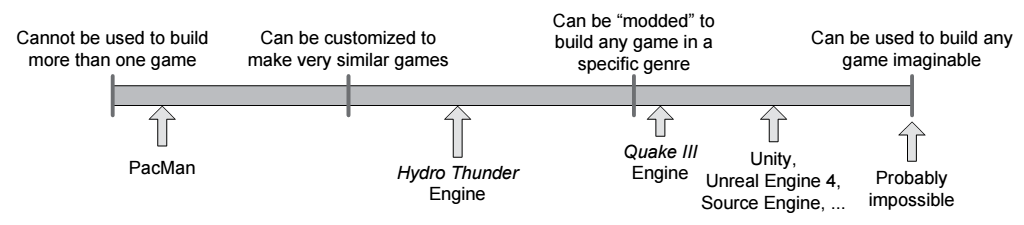 Cannot be used to build
more than one game
Can be customized to
make very similar games
Can be “modded” to
build any game in a
specific genre
Can be used to build any
game imaginable
PacMan
Hydro Thunder
Engine
Quake III
Engine
Unity,
Unreal Engine 4,
Source Engine, ...
Probably
impossible